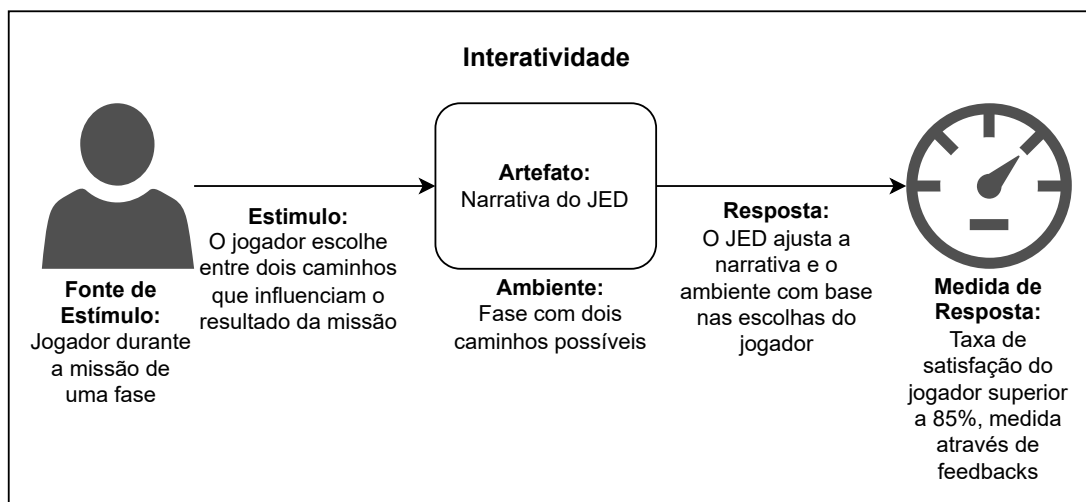 Interatividade
Fonte de
Estímulo:
Jogador durante
a missão de
uma fase
Estimulo:
O jogador escolhe
entre dois caminhos
que influenciam o
resultado da missão
Artefato:
Narrativa do JED
Ambiente:
Fase com dois
caminhos possíveis
Resposta:
O JED ajusta a
narrativa e o
ambiente com base
nas escolhas do
jogador
Medida de
Resposta:
Taxa de
satisfação do
jogador superior
a 85%, medida
através de
feedbacks